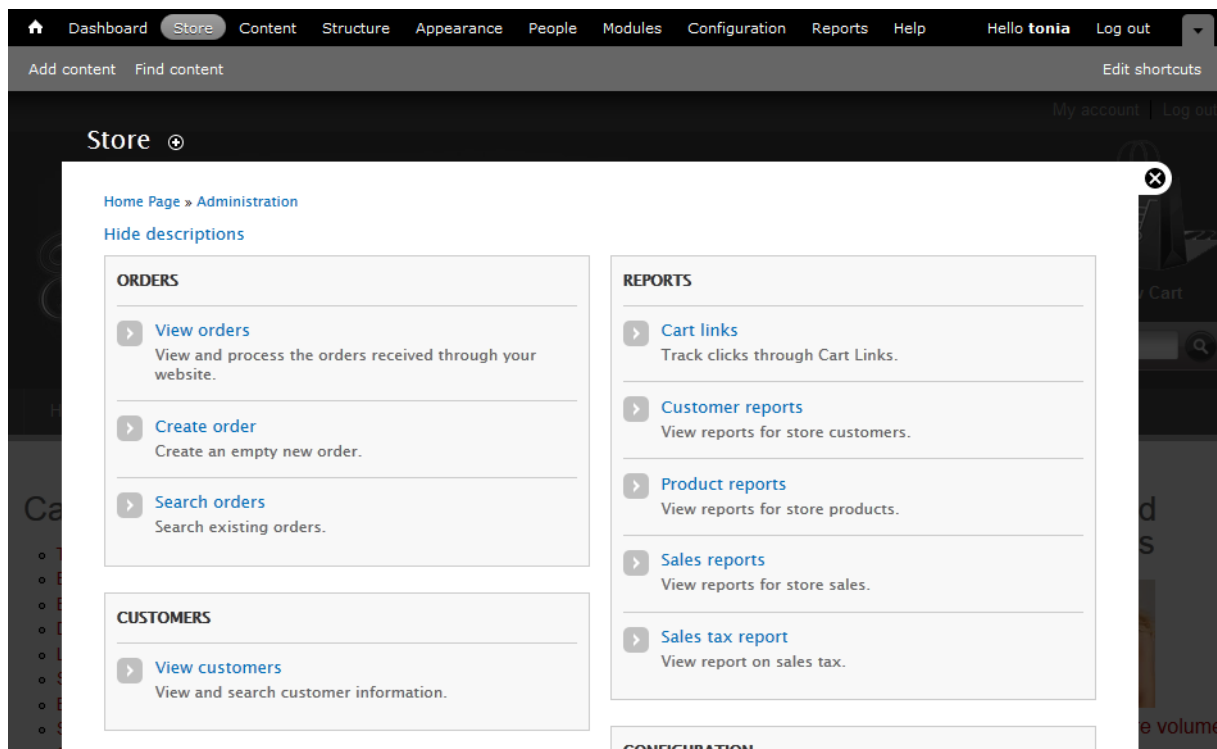 Dashboard Store Content Structure Appearance People Modules Configuration Reports Help Hello tonia Log out
Add content Find content Edit shortcuts
My account Log out
Store
Home Page » Administration
Hide descriptions
ORDERS
View orders
View and process the orders received through your
website.
Create order
Create an empty new order.
Search orders
Search existing orders.
CUSTOMERS
View customers
View and search customer information.
REPORTS
Cart links
Track clicks through Cart Links.
Customer reports
View reports for store customers.
Product reports
View reports for store products.
Sales reports
View reports for store sales.
Sales tax report
View report on sales tax.
CONFIGURATION
Cart